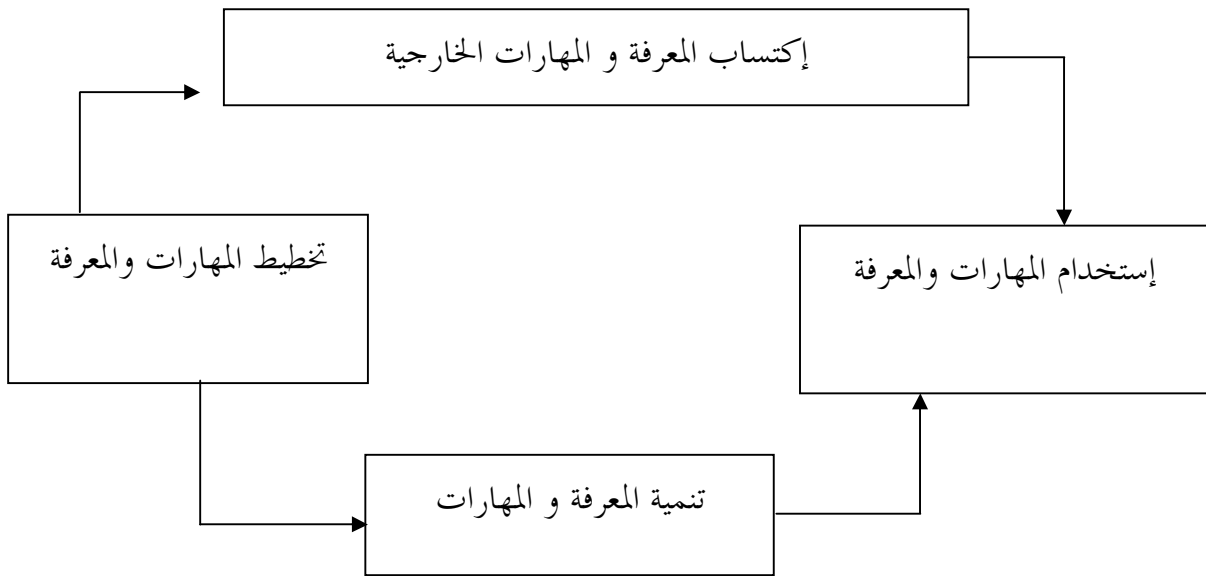 إكتساب المعرفة و المهارات الخارجية
تخطيط المهارات والمعرفة
إستخدام المهارات والمعرفة
تنمية المعرفة و المهارات